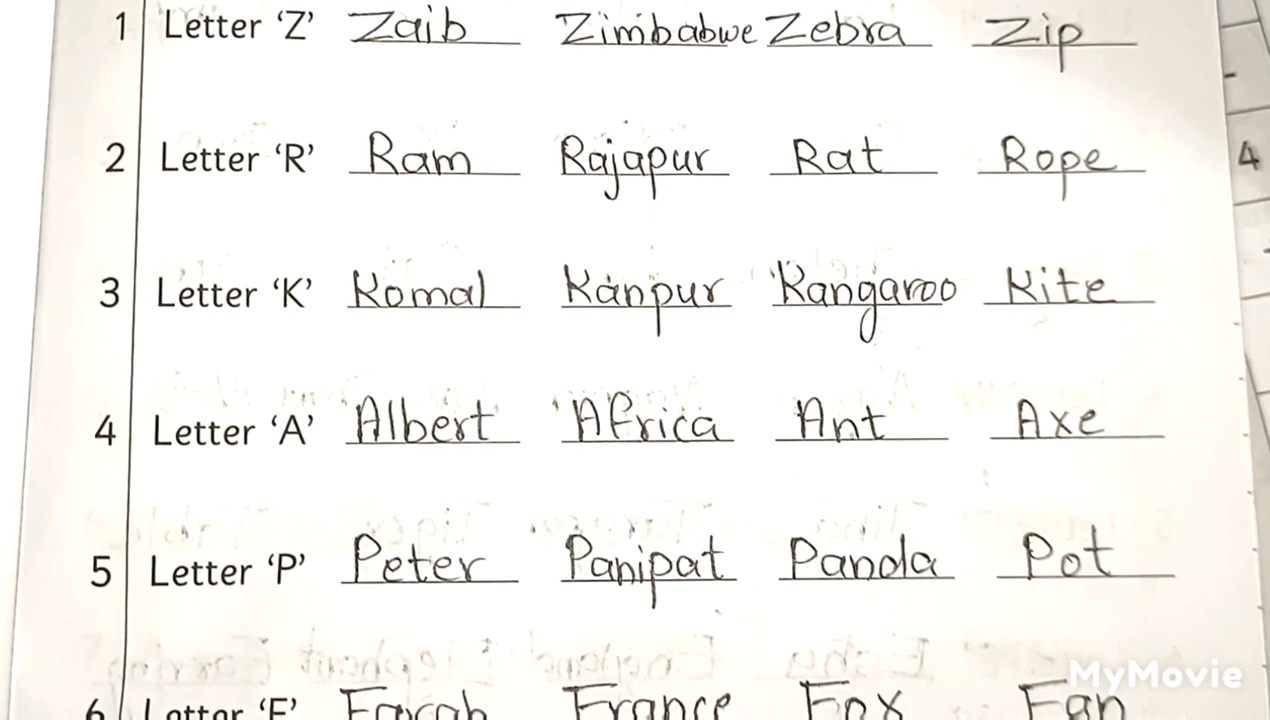 1 Letter ‘Z’ Zaib Zimbabwe Zebra Zip
2 Letter ‘R’ Ram Rajapur Rat Rope
4
3 Letter ‘K’ Komal Kanpur Kangaroo Kite
4 Letter ‘A’ Albert Africa Ant Axe
5 Letter ‘P’ Peter Panipat Panda Pot
MyMovie
6 Letter ‘F’ France Fox Fan